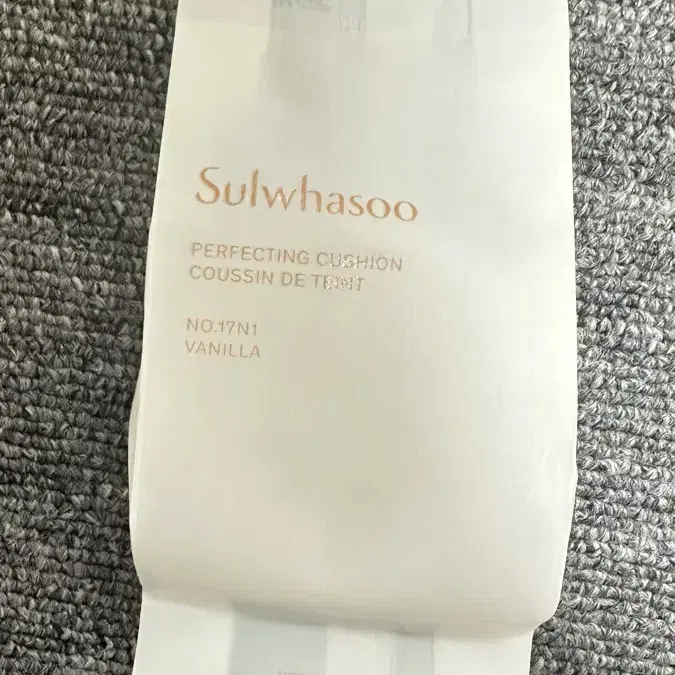 Sulwhasoo
PERFECTING CUSHION
COUSSIN DE TEINT
NO.17N1
VANILLA